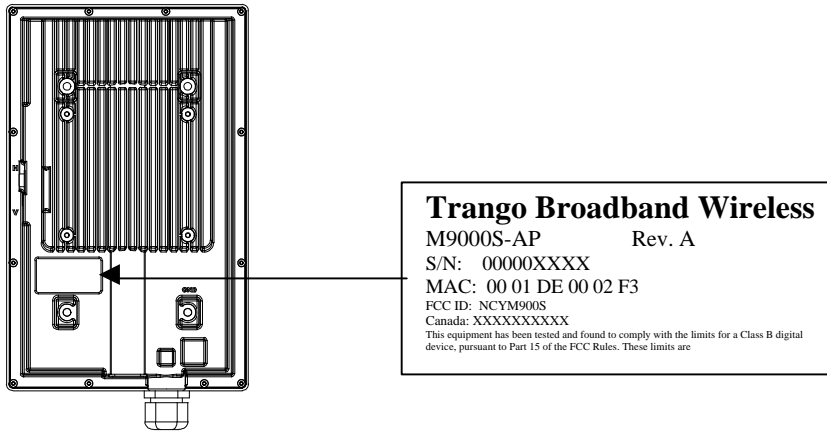 H
V
GND
Trango Broadband Wireless
M9000S-AP Rev. A
S/N: 00000XXXX
MAC: 00 01 DE 00 02 F3
FCC ID: NCYM900S
Canada: XXXXXXXXXX
This equipment has been tested and found to comply with the limits for a Class B digital
device, pursuant to Part 15 of the FCC Rules. These limits are